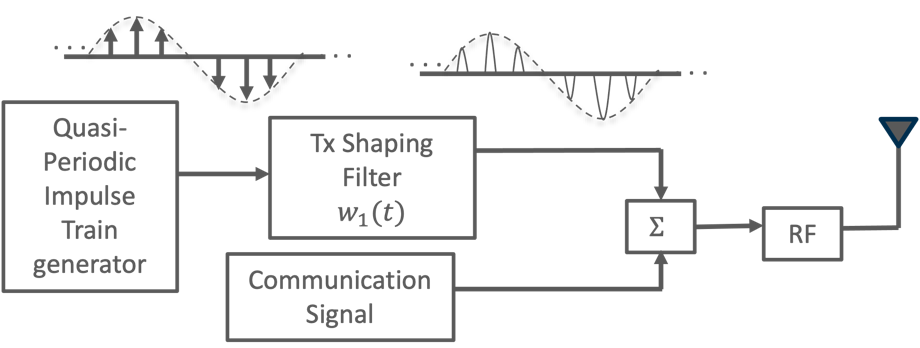 Quasi-
Periodic
Impulse
Train
generator
Tx Shaping
Filter
w₁(t)
Communication
Signal
Σ
RF